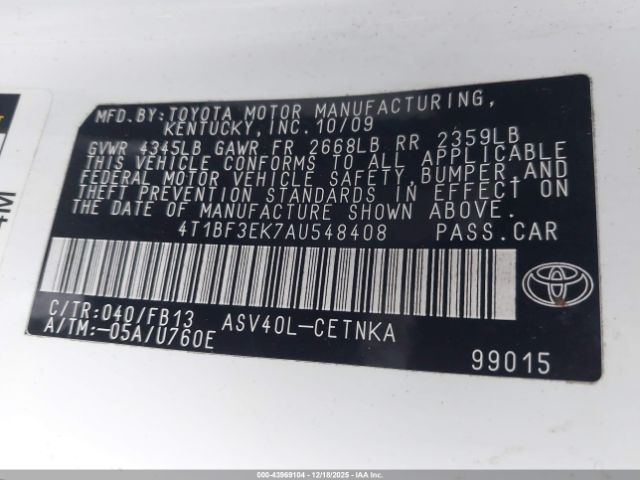 MFD.BY:TOYOTA MOTOR MANUFACTURING,
KENTUCKY,INC.10/09
GVWR 4345LB GAWR FR 2668LB RR 2359LB
THIS VEHICLE CONFORMS TO ALL APPLICABLE
FEDERAL MOTOR VEHICLE SAFETY,BUMPER,AND
THEFT PREVENTION STANDARDS IN EFFECT ON
THE DATE OF MANUFACTURE SHOWN ABOVE.
4T1BF3EK7AU548408 PASS.CAR
C/TR:040/FB13 ASV40L-CETNKA
A/TM:-05A/U760E
99015
000-43969104 - 12/18/2025 - IAAI.COM